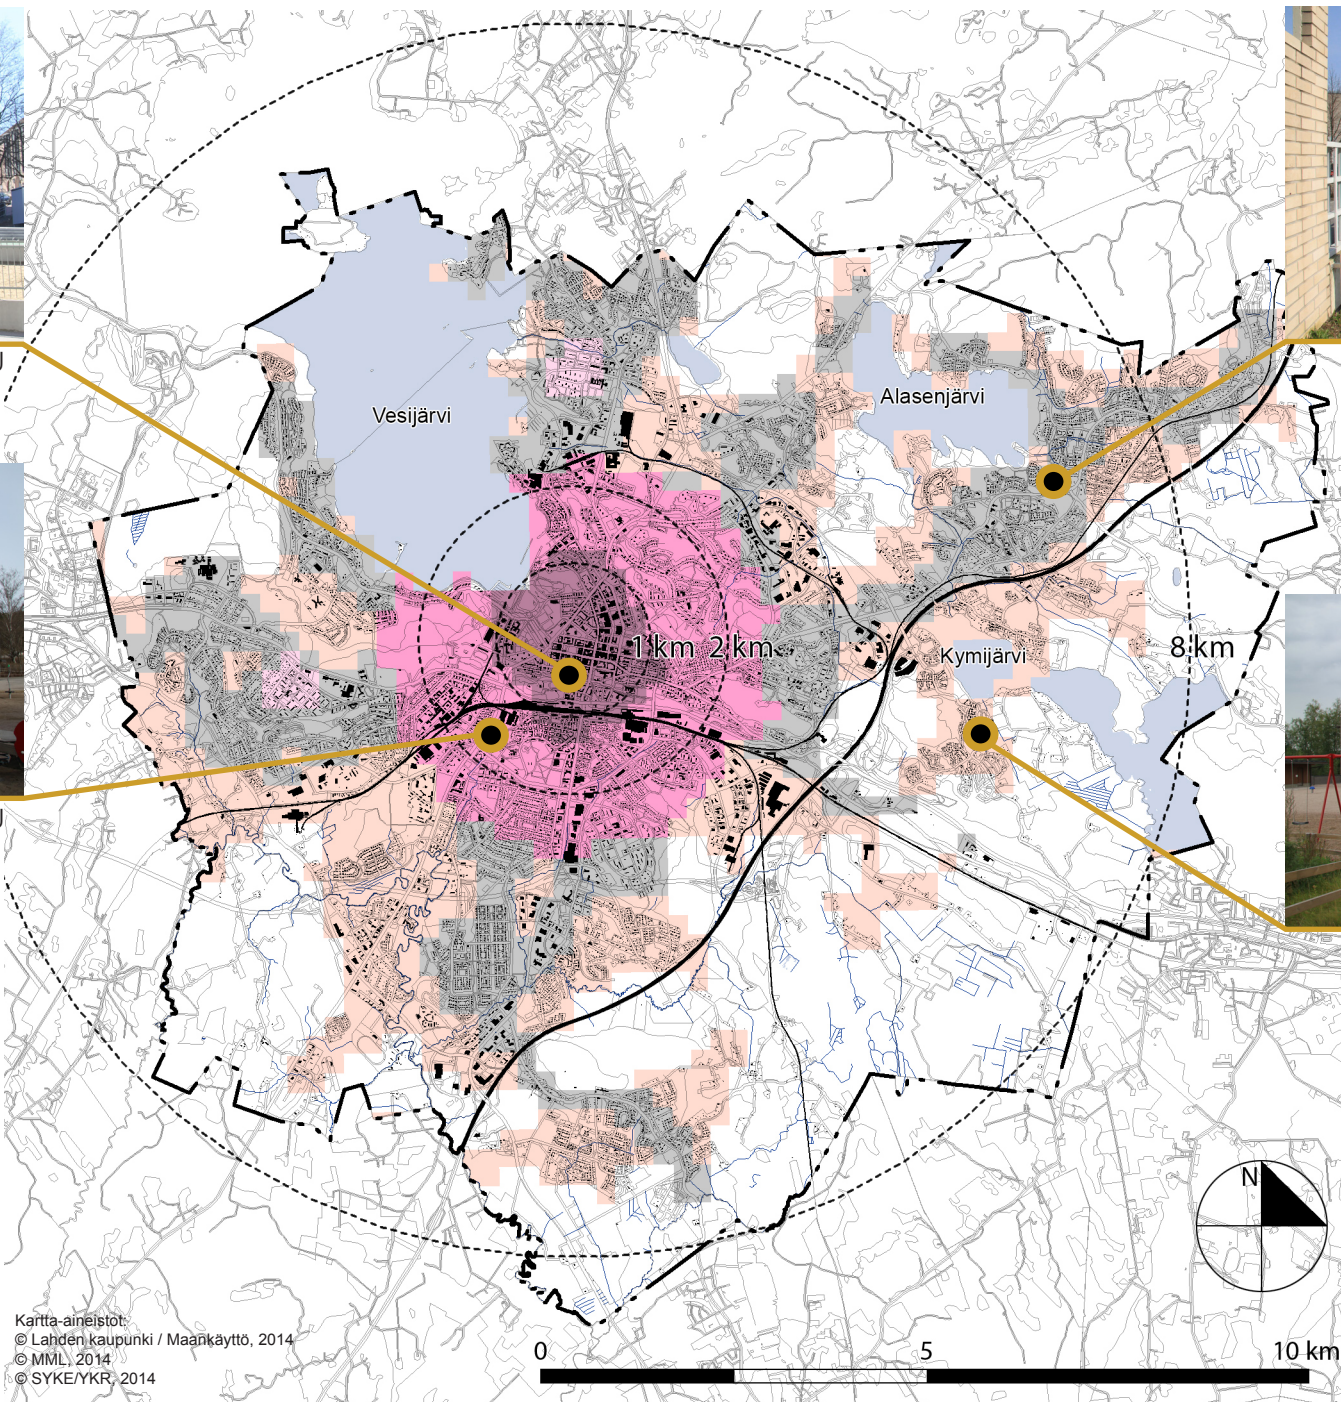 Vesijärvi
Alasenjärvi
1 km 2 km
Kymijärvi
8 km
N
Kartta-aineistot:
© Lahden kaupunki / Maankäyttö, 2014
© MML, 2014
© SYKE/YKR, 2014
0 5 10 km